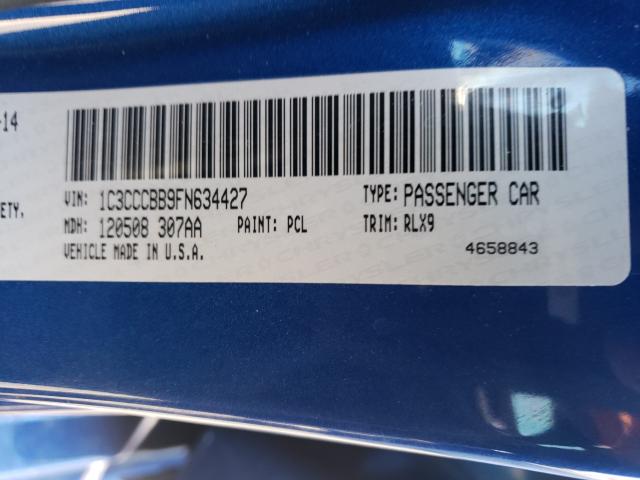 -14
ETY.
VIN: 1C3CCCBB9FN634427 TYPE: PASSENGER CAR
MDH: 120508 307AA PAINT: PCL TRIM: RLX9
VEHICLE MADE IN U.S.A. 4658843